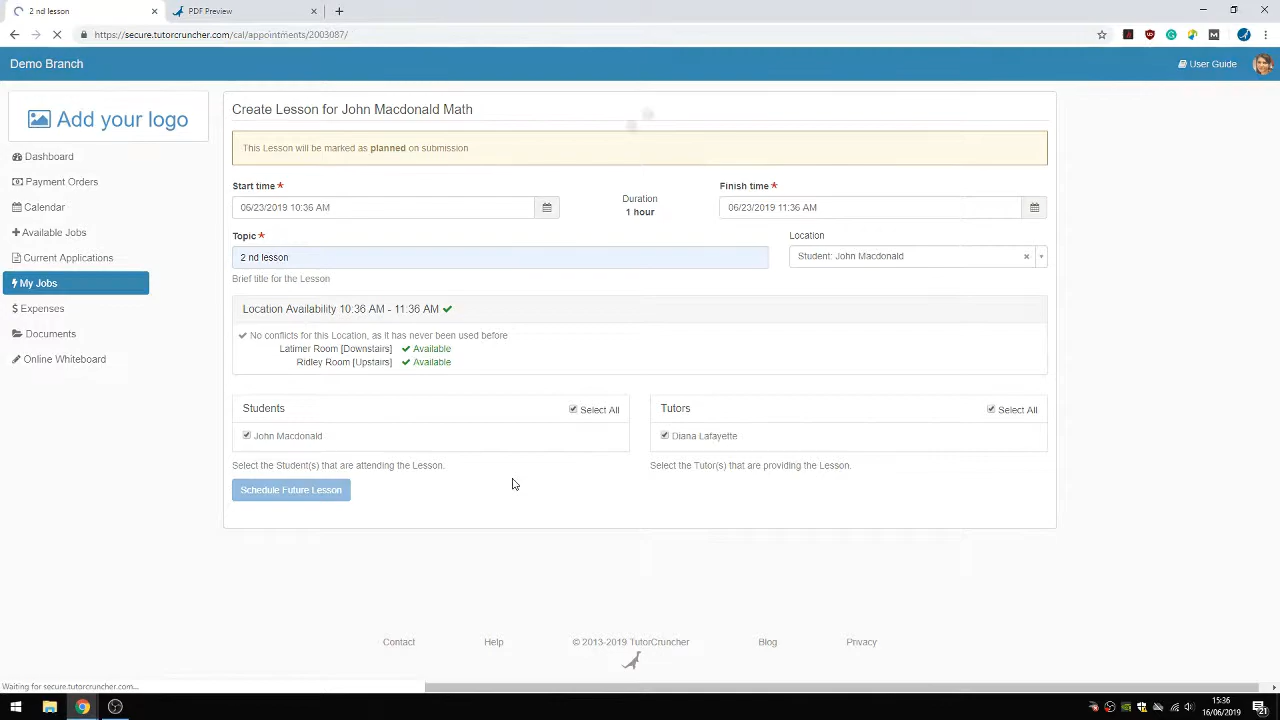 2 nd lesson
PDF Preview
https://secure.tutorcruncher.com/cal/appointments/2003087/
Demo Branch
User Guide
Add your logo
Dashboard
Payment Orders
Calendar
Available Jobs
Current Applications
My Jobs
Expenses
Documents
Online Whiteboard
Create Lesson for John Macdonald Math
This Lesson will be marked as planned on submission
Start time *
Duration
Finish time *
06/23/2019 10:36 AM
1 hour
06/23/2019 11:36 AM
Topic *
Location
2 nd lesson
Student: John Macdonald
Brief title for the Lesson
Location Availability 10:36 AM - 11:36 AM
No conflicts for this Location, as it has never been used before
Latimer Room [Downstairs] Available
Ridley Room [Upstairs] Available
Students Select All
John Macdonald
Select the Student(s) that are attending the Lesson.
Tutors Select All
Diana Lafayette
Select the Tutor(s) that are providing the Lesson.
Schedule Future Lesson
Contact Help © 2013-2019 TutorCruncher Blog Privacy
Waiting for secure.tutorcruncher.com...
15:36
16/06/2019